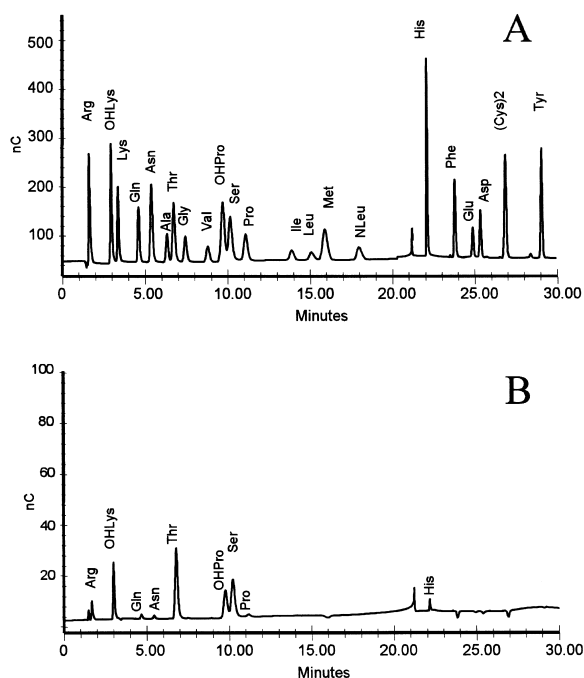 A
500
400
300
200
100
nC
Arg
OHLys
Lys
Gln
Asn
Ala
Thr
Gly
Val
OHPro
Ser
Pro
Ile
Leu
Met
NLeu
His
Phe
Glu
Asp
(Cys)2
Tyr
0 5.00 10.00 15.00 20.00 25.00 30.00
Minutes
B
100
80
60
40
20
nC
Arg
OHLys
Gln
Asn
Thr
OHPro
Ser
Pro
His
0 5.00 10.00 15.00 20.00 25.00 30.00
Minutes